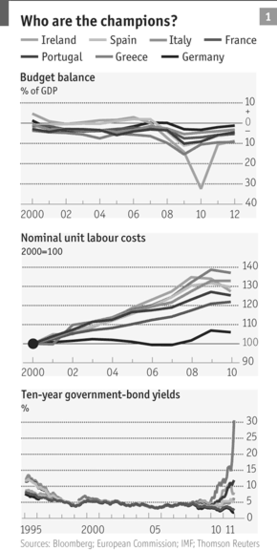 Who are the champions?
1
Ireland Spain Italy France
Portugal Greece Germany
Budget balance
% of GDP
10
+
0
–
10
20
30
40
2000 02 04 06 08 10 12
Nominal unit labour costs
2000=100
140
130
120
110
100
90
2000 02 04 06 08 10
Ten-year government-bond yields
%
30
25
20
15
10
5
0
1995 2000 05 10 11
Sources: Bloomberg; European Commission; IMF; Thomson Reuters